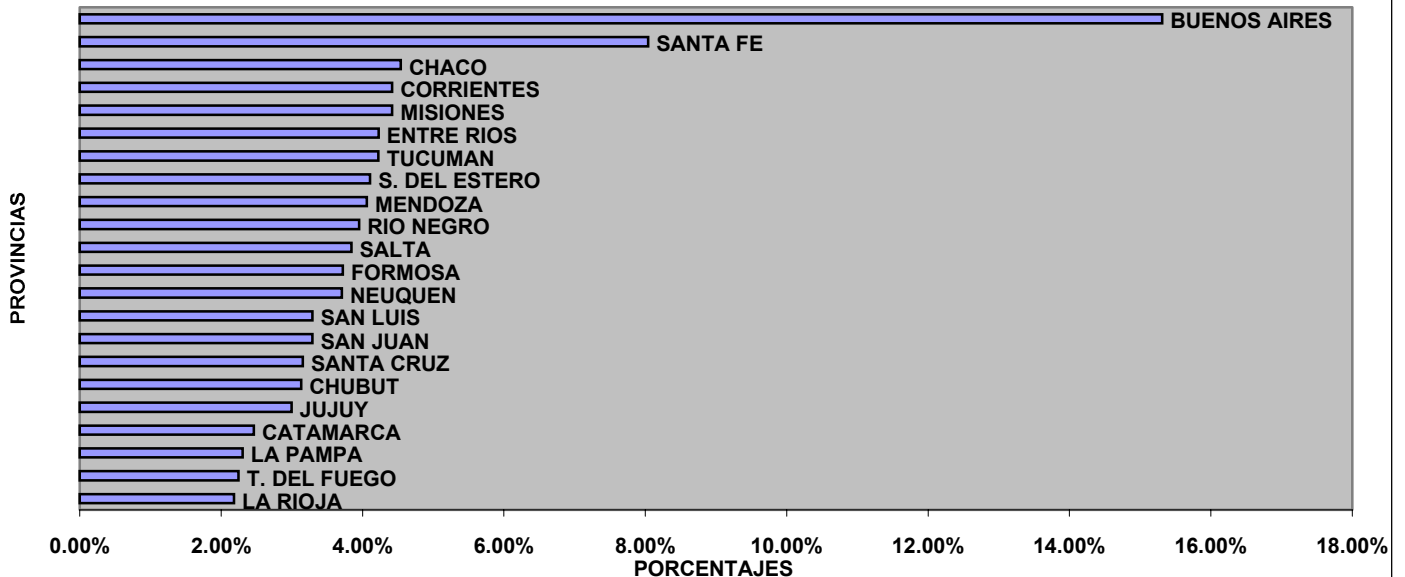 BUENOS AIRES
SANTA FE
CHACO
CORRIENTES
MISIONES
ENTRE RIOS
TUCUMAN
S. DEL ESTERO
MENDOZA
RIO NEGRO
SALTA
FORMOSA
NEUQUEN
SAN LUIS
SAN JUAN
SANTA CRUZ
CHUBUT
JUJUY
CATAMARCA
LA PAMPA
T. DEL FUEGO
LA RIOJA
PROVINCIAS
0.00% 2.00% 4.00% 6.00% 8.00% 10.00% 12.00% 14.00% 16.00% 18.00%
PORCENTAJES